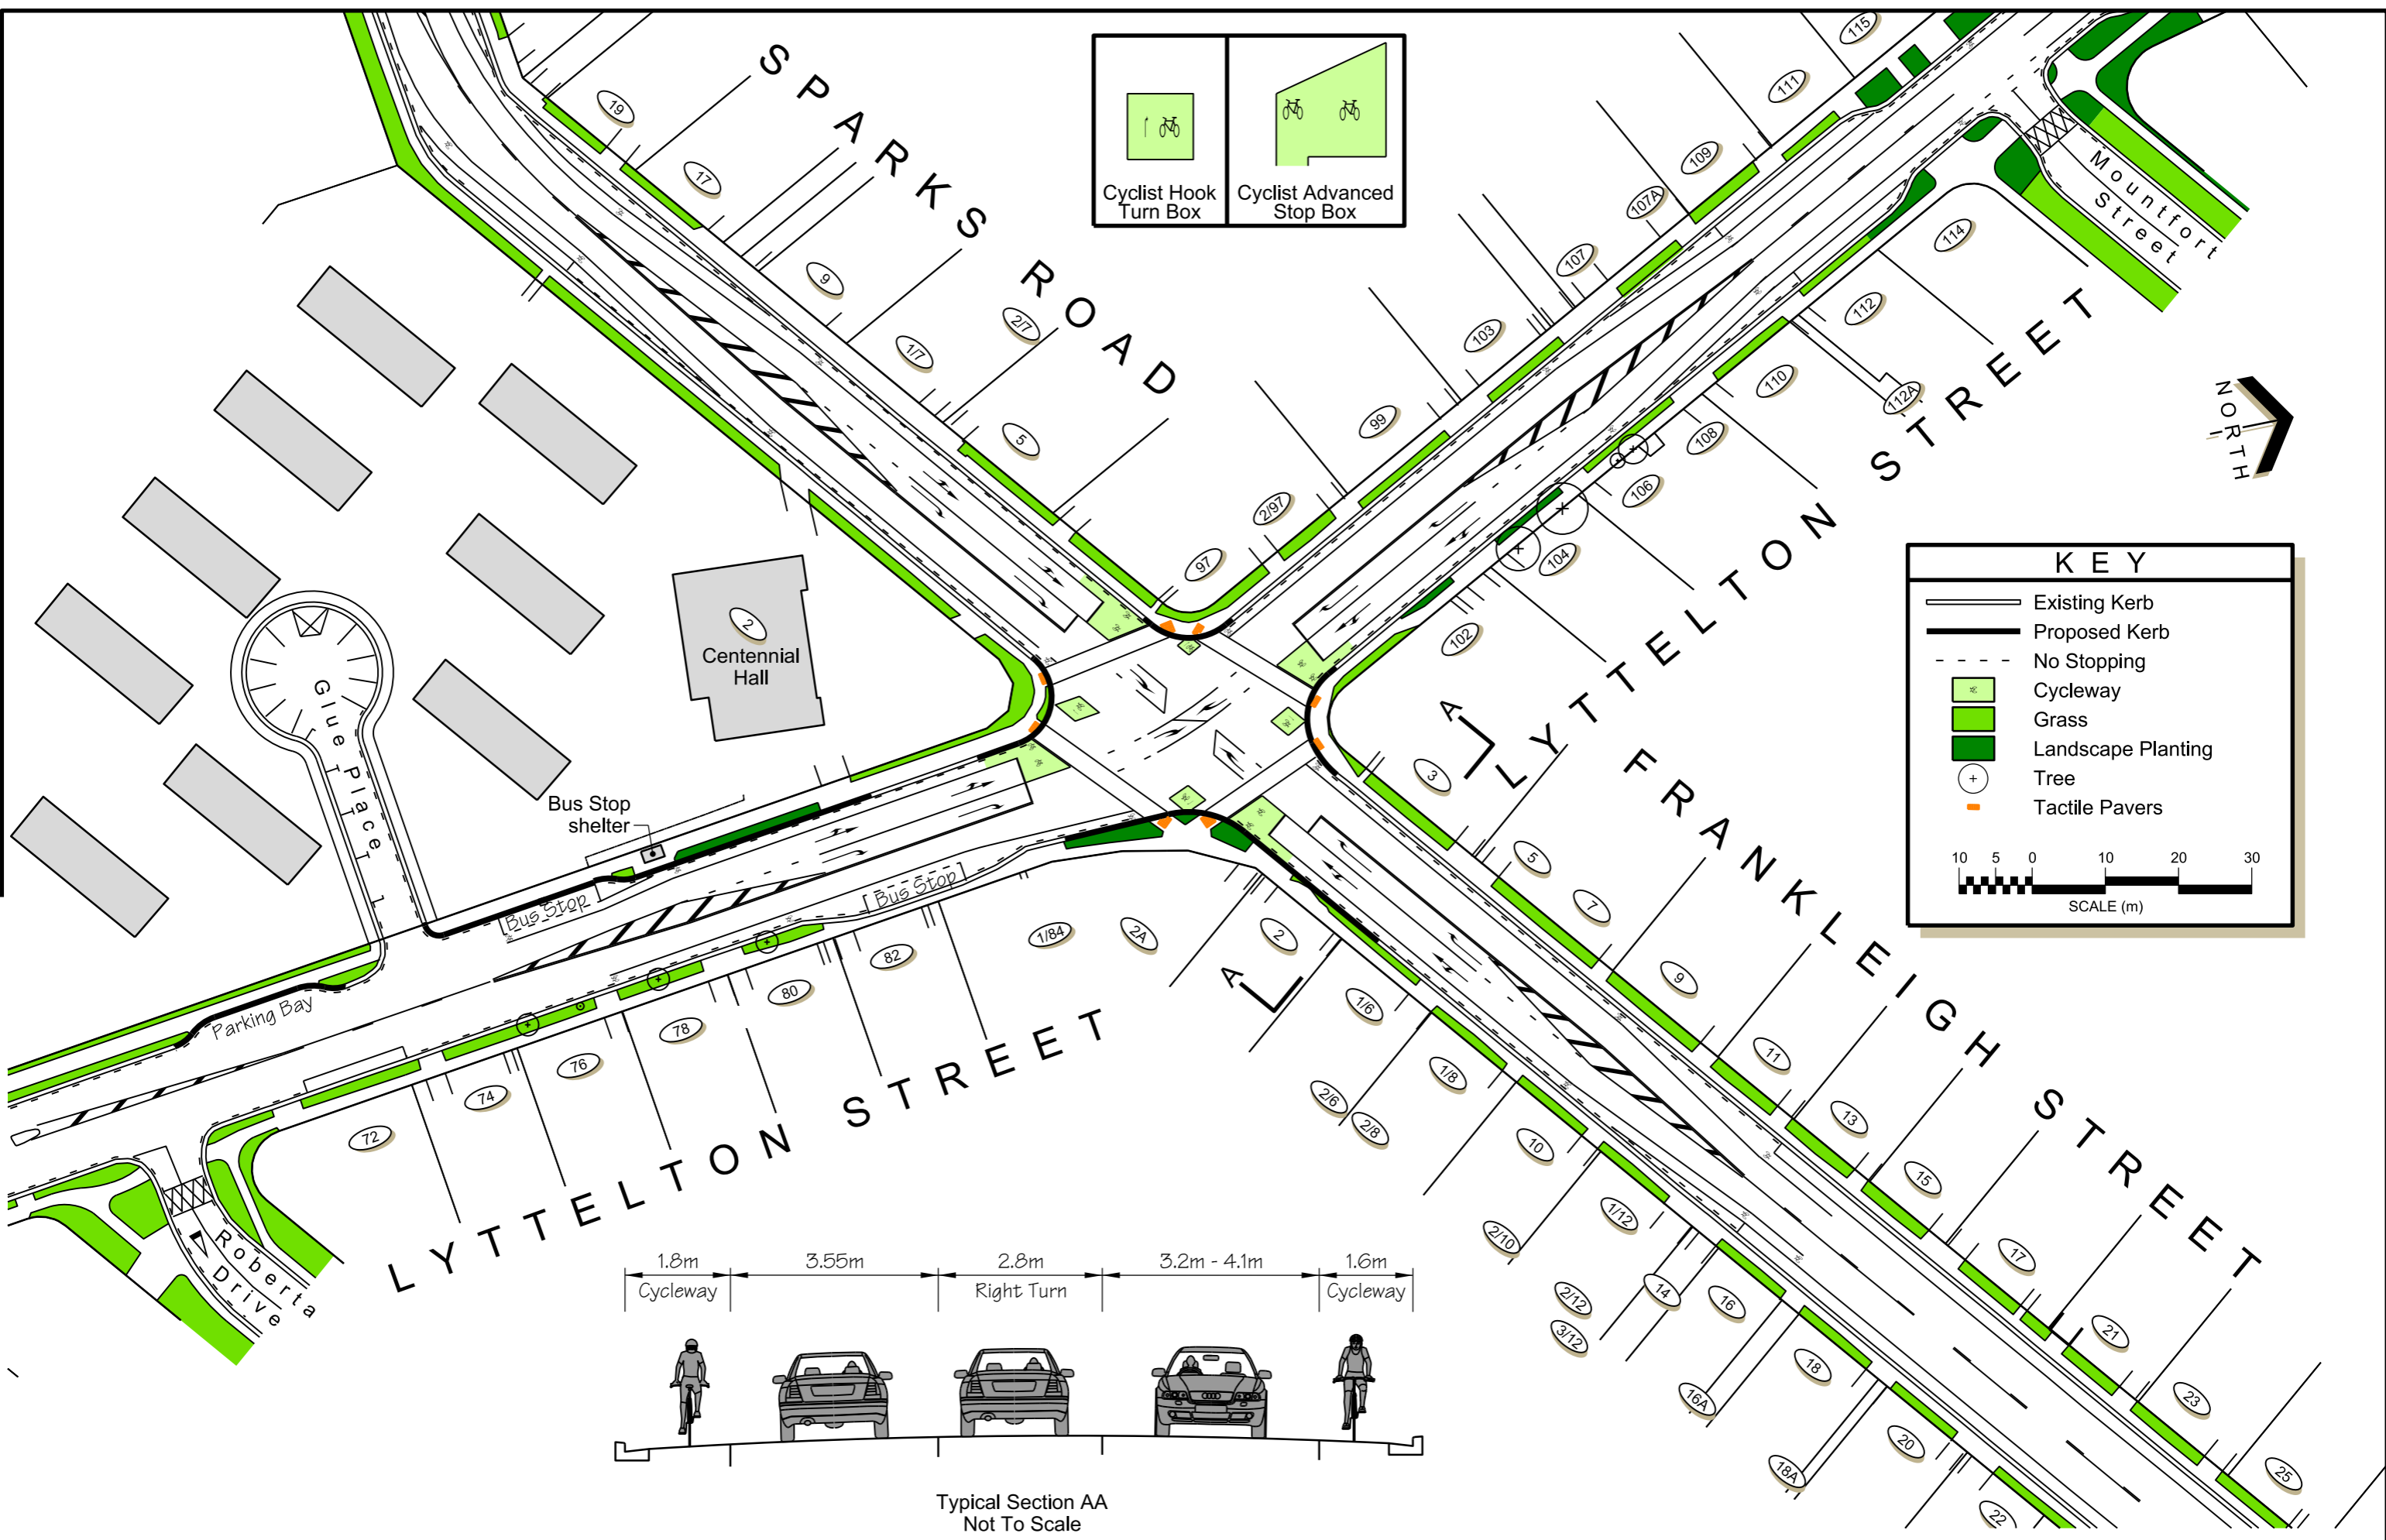 SPARKS ROAD
19
17
9
1/7
2/7
5
Cyclist Hook
Turn Box
Cyclist Advanced
Stop Box
115
111
109
107A
107
103
99
2/97
97
Mountfort
Street
114
112
112A
110
108
106
104
102
LYTTELTON STREET
NORTH
KEY
Existing Kerb
Proposed Kerb
No Stopping
Cycleway
Grass
Landscape Planting
Tree
Tactile Pavers
10 5 0 10 20 30
SCALE (m)
2
Centennial
Hall
Glue Place
Bus Stop
shelter
Bus Stop
Bus Stop
Parking Bay
A
A
3
5
7
9
11
13
15
17
21
23
25
FRANKLEIGH STREET
1/84
2A
2
82
80
78
76
74
72
1/6
2/6
1/8
2/8
10
2/10
1/12
2/12
3/12
14
16
16A
18
18A
20
22
LYTTELTON STREET
Roberta
Drive
1.8m 3.55m 2.8m 3.2m - 4.1m 1.6m
Cycleway Right Turn Cycleway
Typical Section AA
Not To Scale